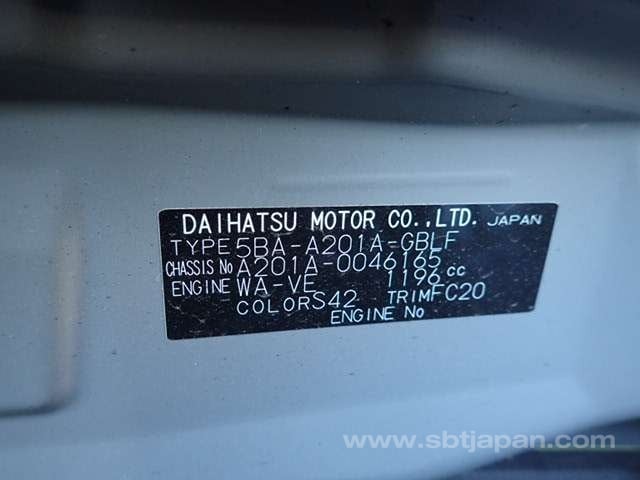 DAIHATSU MOTOR CO.,LTD. JAPAN
TYPE 5BA-A201A-GBLF
CHASSIS No A201A-0046165
ENGINE WA-VE 1196 cc
COLOR S42 TRIM FC20
ENGINE No
www.sbtjapan.com